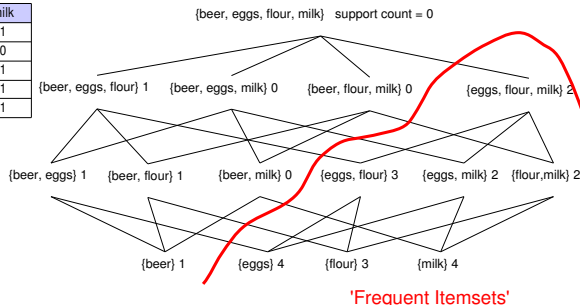 {beer, eggs, flour, milk} support count = 0
1
0
1
1
1
{beer, eggs, flour} 1 {beer, eggs, milk} 0 {beer, flour, milk} 0 {eggs, flour, milk} 2
{beer, eggs} 1 {beer, flour} 1 {beer, milk} 0 {eggs, flour} 3 {eggs, milk} 2 {flour,milk} 2
{beer} 1 {eggs} 4 {flour} 3 {milk} 4
'Frequent Itemsets'